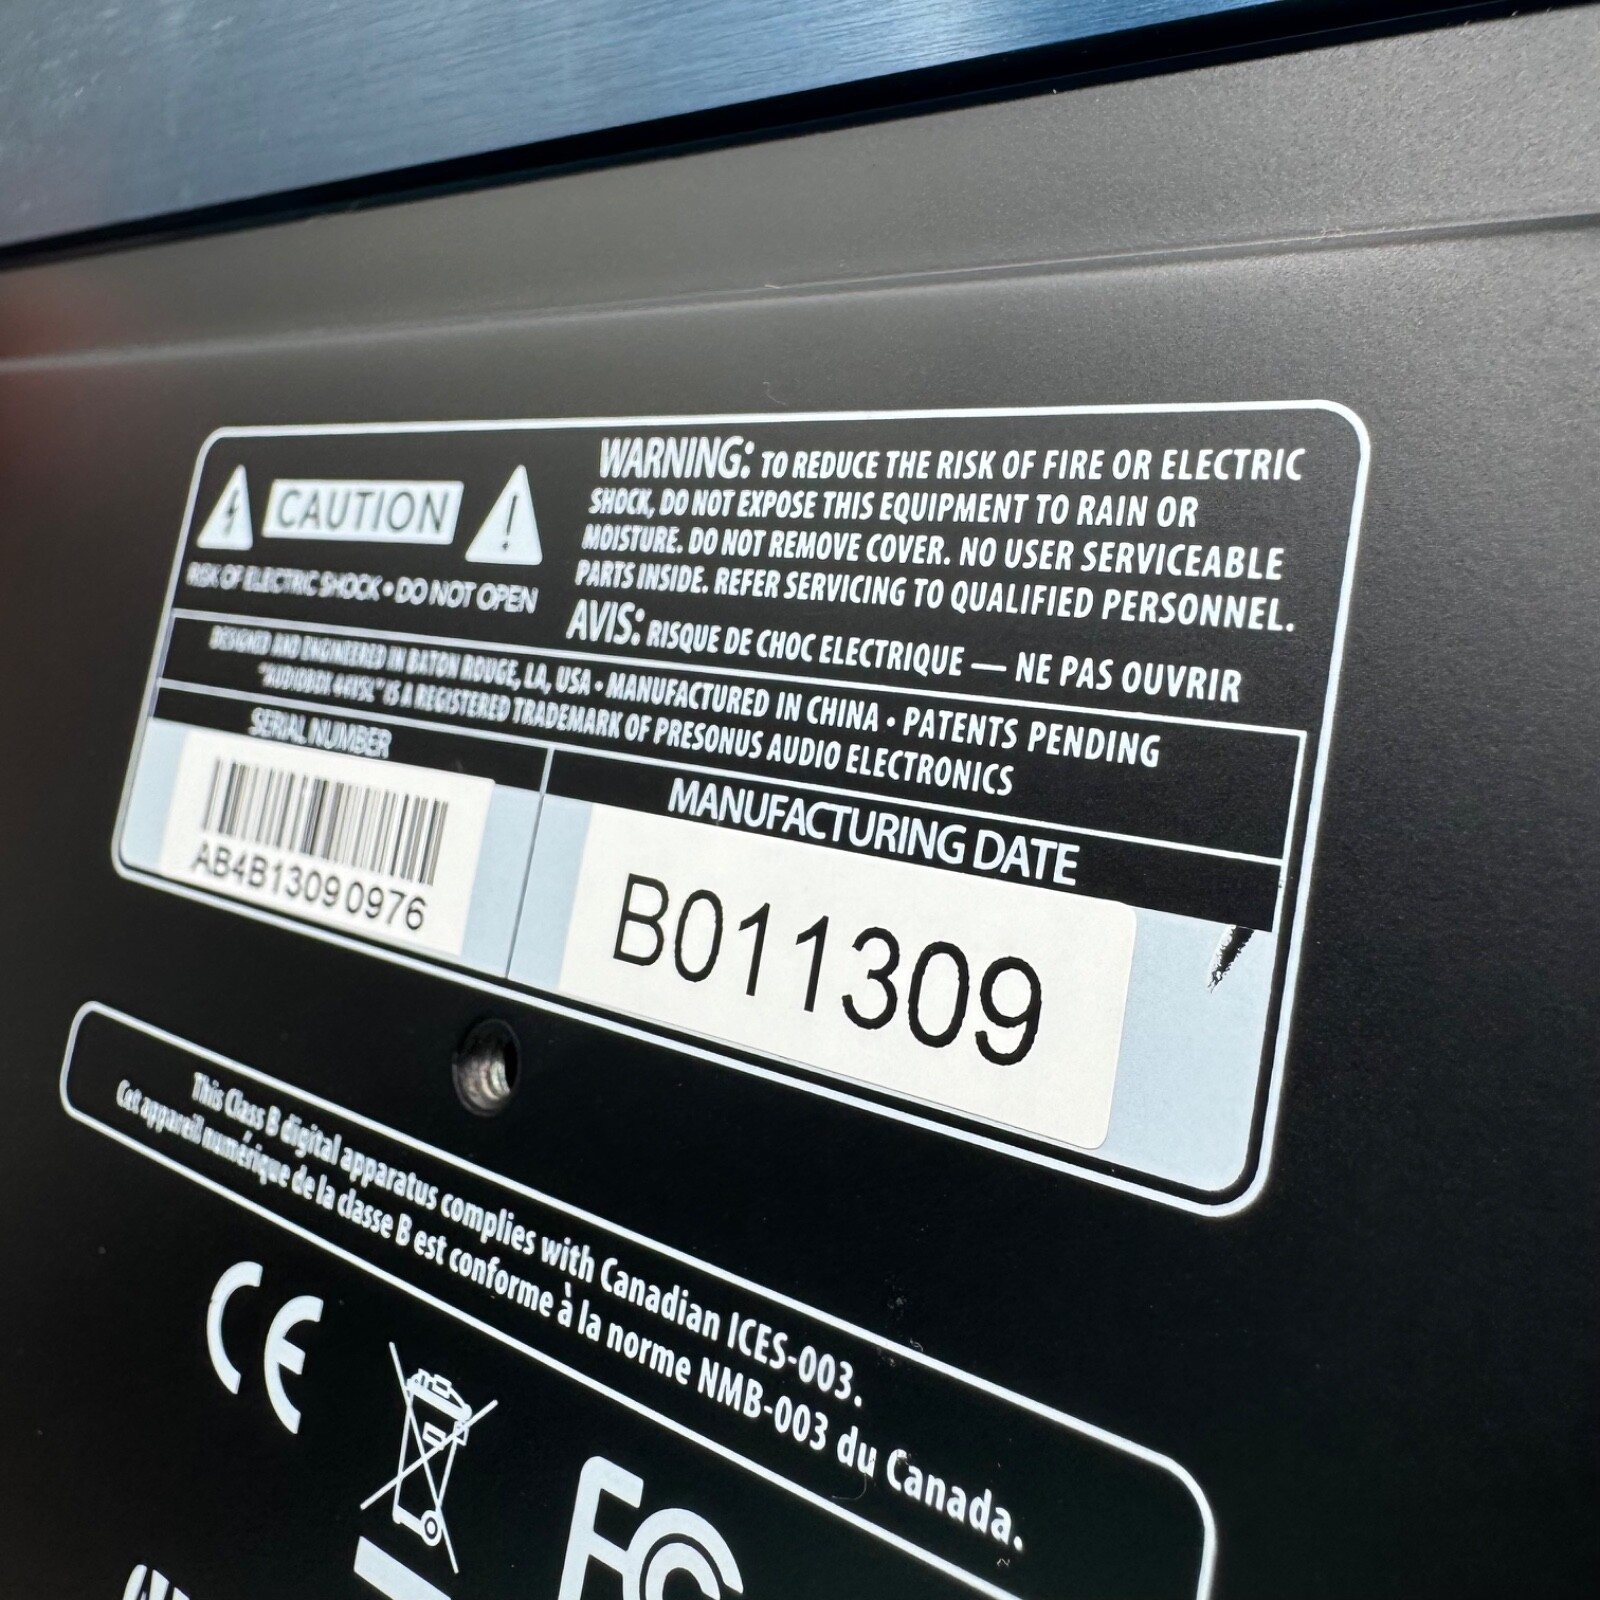 CAUTION
RISK OF ELECTRIC SHOCK • DO NOT OPEN
WARNING: TO REDUCE THE RISK OF FIRE OR ELECTRIC
SHOCK, DO NOT EXPOSE THIS EQUIPMENT TO RAIN OR
MOISTURE. DO NOT REMOVE COVER. NO USER SERVICEABLE
PARTS INSIDE. REFER SERVICING TO QUALIFIED PERSONNEL.
AVIS: RISQUE DE CHOC ELECTRIQUE — NE PAS OUVRIR
DESIGNED AND ENGINEERED IN BATON ROUGE, LA, USA • MANUFACTURED IN CHINA • PATENTS PENDING
"AUDIOBOX 44VSL" IS A REGISTERED TRADEMARK OF PRESONUS AUDIO ELECTRONICS
SERIAL NUMBER
AB4B13090976
MANUFACTURING DATE
B011309
This Class B digital apparatus complies with Canadian ICES-003.
Cet appareil numérique de la classe B est conforme à la norme NMB-003 du Canada.
CE
FC